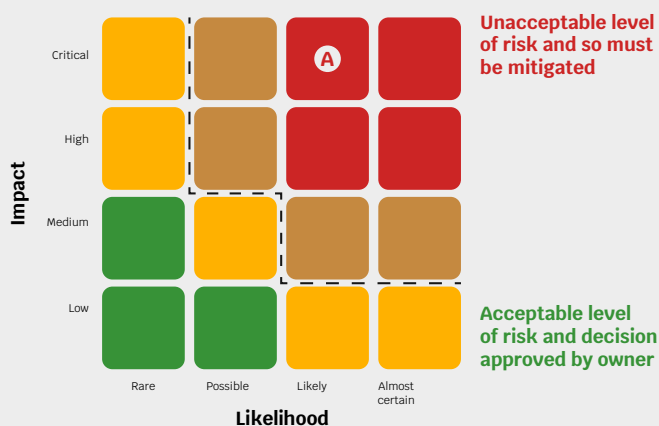 Unacceptable level
of risk and so must
be mitigated
Critical
A
High
Impact
Medium
Low
Acceptable level
of risk and decision
approved by owner
Rare
Possible
Likely
Almost
certain
Likelihood